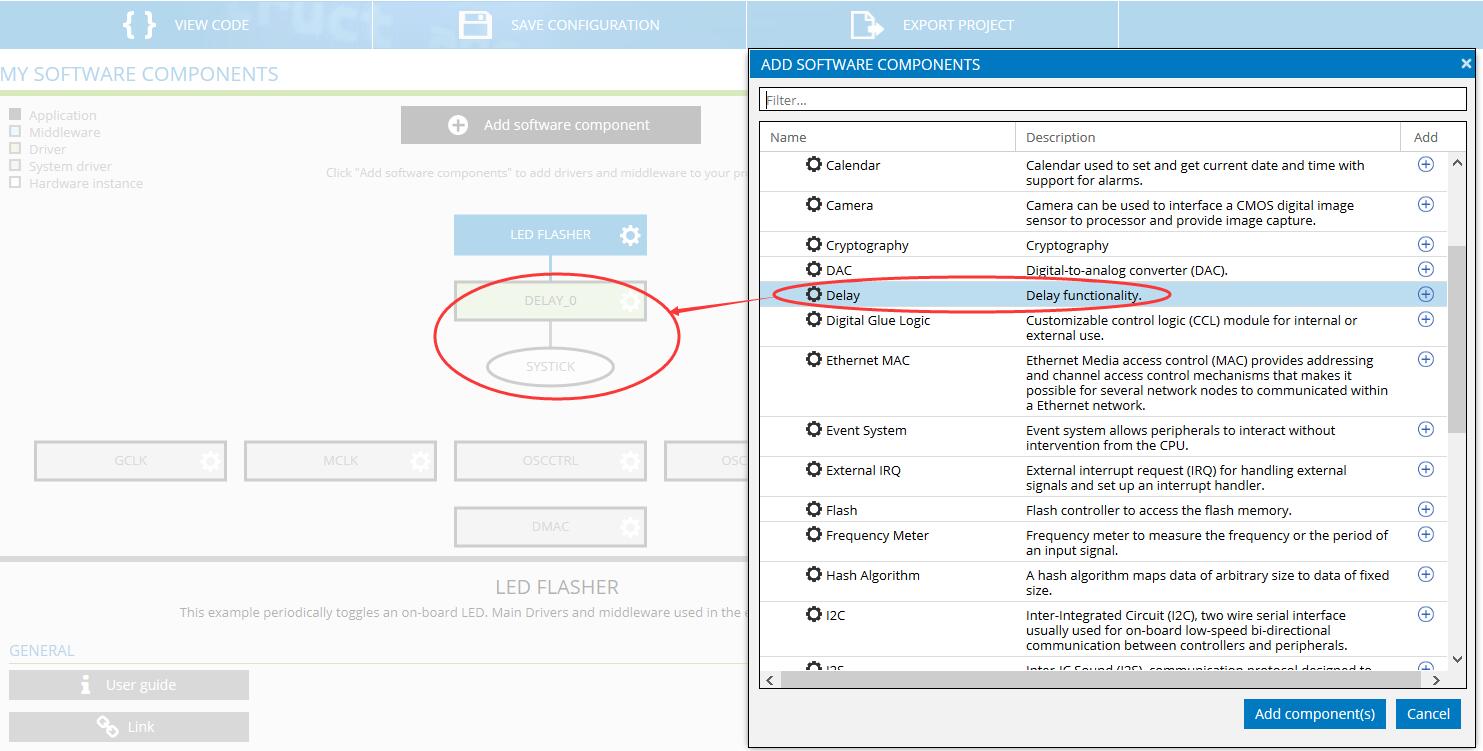 { } VIEW CODE
SAVE CONFIGURATION
EXPORT PROJECT
MY SOFTWARE COMPONENTS
Application
Middleware
Driver
System driver
Hardware instance
Add software component
Click "Add software components" to add drivers and middleware to your
LED FLASHER
DELAY_0
SYSTICK
GCLK
MCLK
OSCCTRL
OSC
DMAC
LED FLASHER
This example periodically toggles an on-board LED. Main Drivers and middleware used in the
GENERAL
User guide
Link
ADD SOFTWARE COMPONENTS
Filter...
Name Description Add
Calendar Calendar used to set and get current date and time with
support for alarms.
Camera Camera can be used to interface a CMOS digital image
sensor to processor and provide image capture.
Cryptography Cryptography
DAC Digital-to-analog converter (DAC).
Delay Delay functionality.
Digital Glue Logic Customizable control logic (CCL) module for internal or
external use.
Ethernet MAC Ethernet Media access control (MAC) provides addressing
and channel access control mechanisms that makes it
possible for several network nodes to communicated within
a Ethernet network.
Event System Event system allows peripherals to interact without
intervention from the CPU.
External IRQ External interrupt request (IRQ) for handling external
signals and set up an interrupt handler.
Flash Flash controller to access the flash memory.
Frequency Meter Frequency meter to measure the frequency or the period of
an input signal.
Hash Algorithm A hash algorithm maps data of arbitrary size to data of fixed
size.
I2C Inter-Integrated Circuit (I2C), two wire serial interface
usually used for on-board low-speed bi-directional
communication between controllers and peripherals.
I2S Inter-IC Sound (I2S), communication protocol designed to
Add component(s)
Cancel